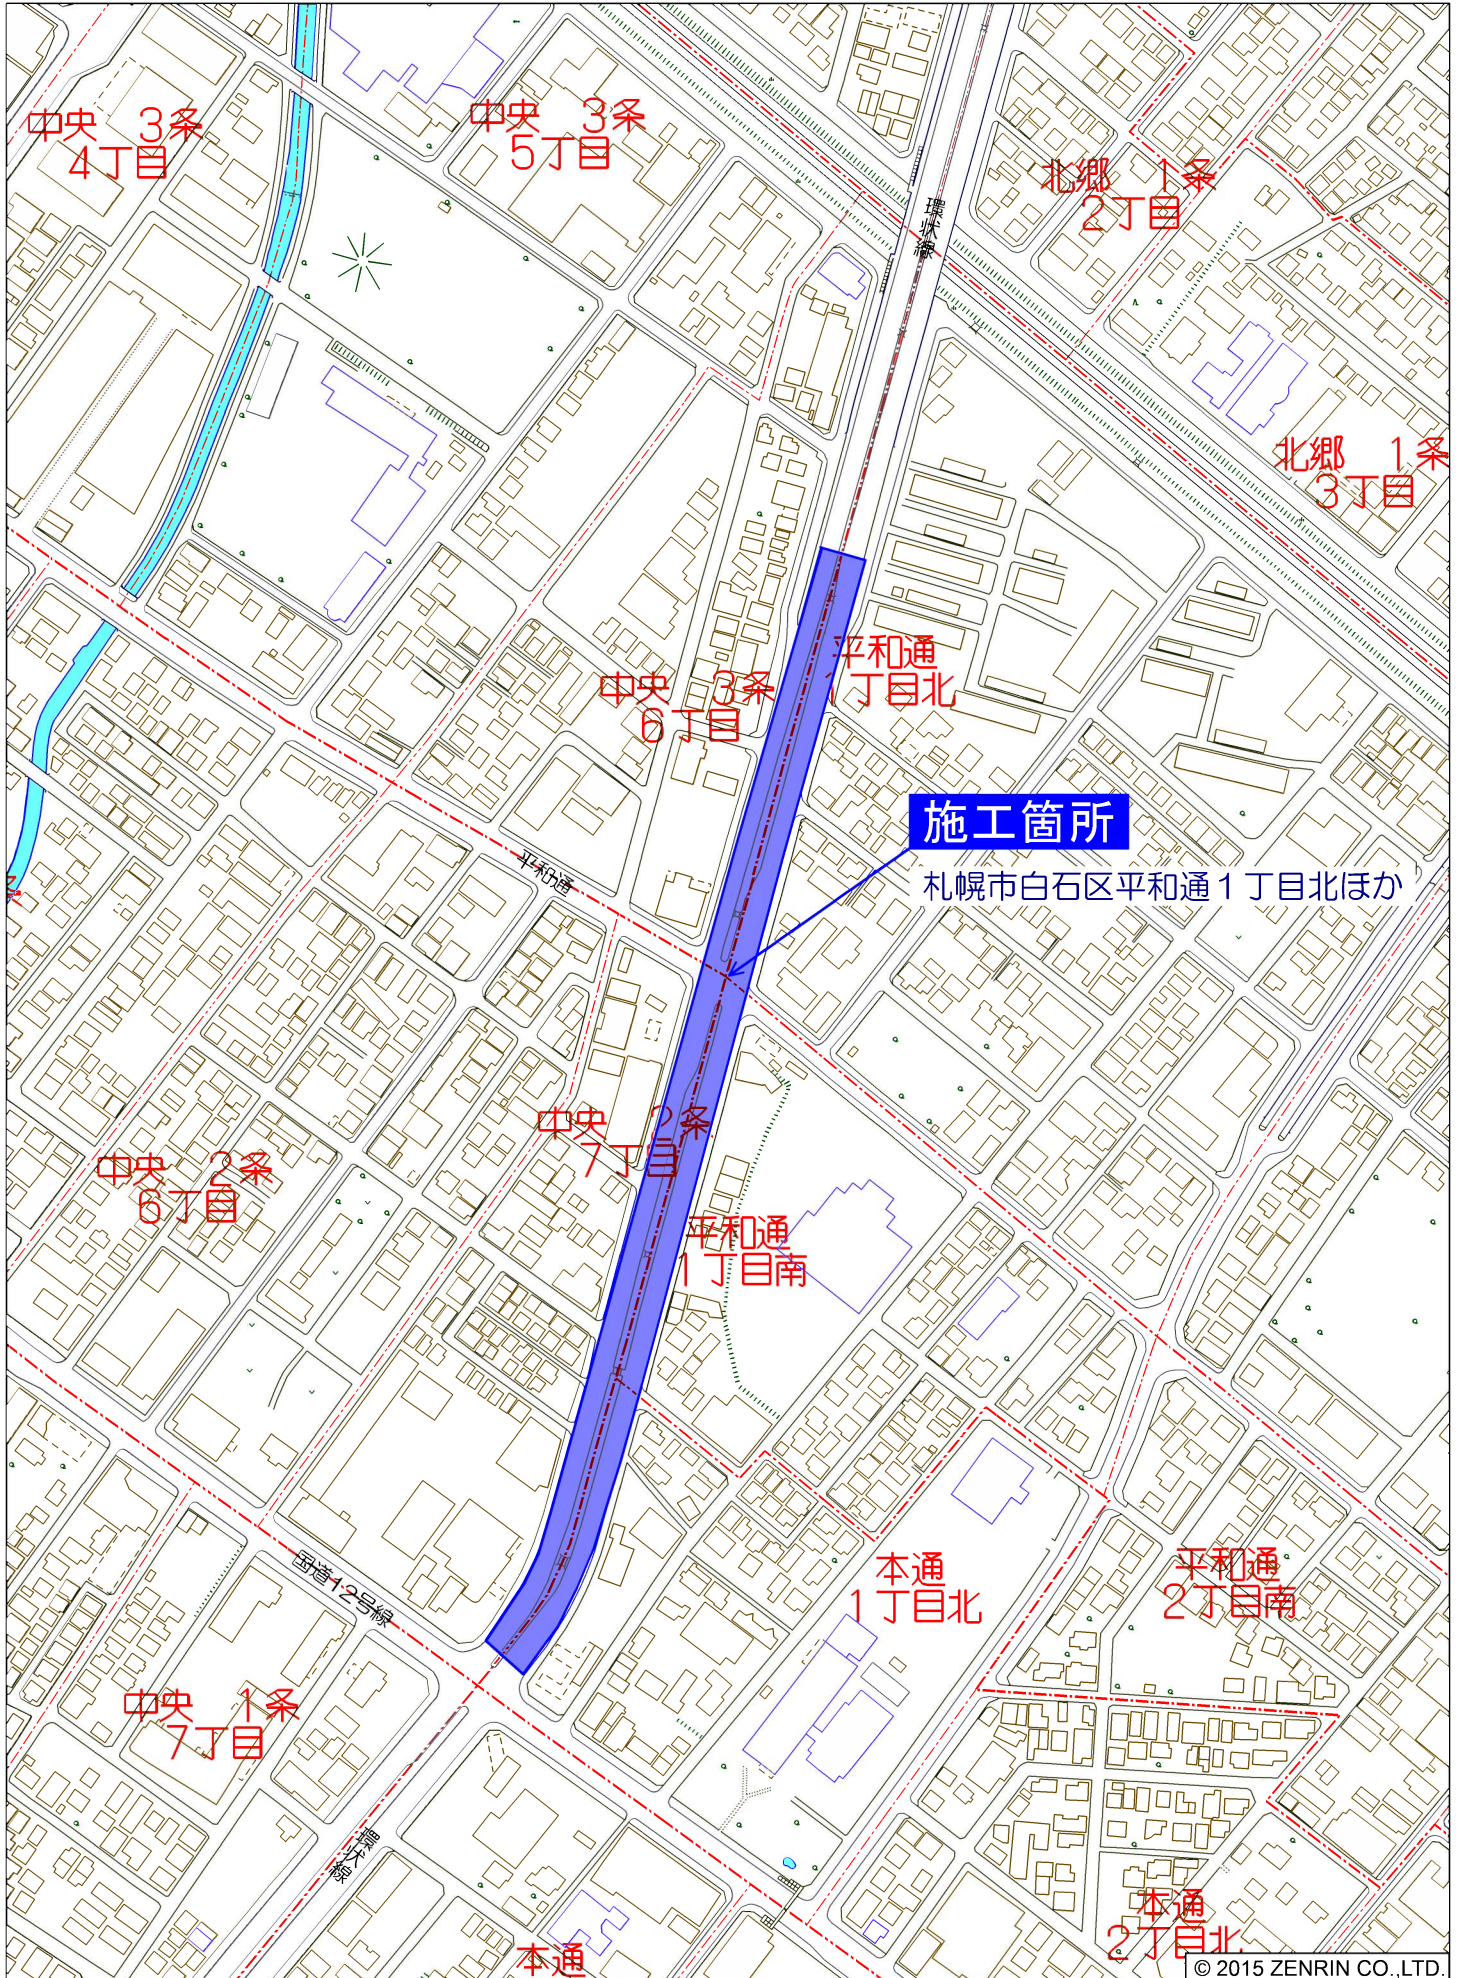 中央 3条
4丁目
中央 3条
5丁目
北郷 1条
2丁目
環状線
北郷 1条
3丁目
平和通
1丁目北
中央 3条
6丁目
施工箇所
札幌市白石区平和通1丁目北ほか
平和通
中央 2条
7丁目
中央 2条
6丁目
平和通
1丁目南
本通
1丁目北
平和通
2丁目南
国道12号線
中央 1条
7丁目
環状線
本通
2丁目北
本通
© 2015 ZENRIN CO.,LTD.